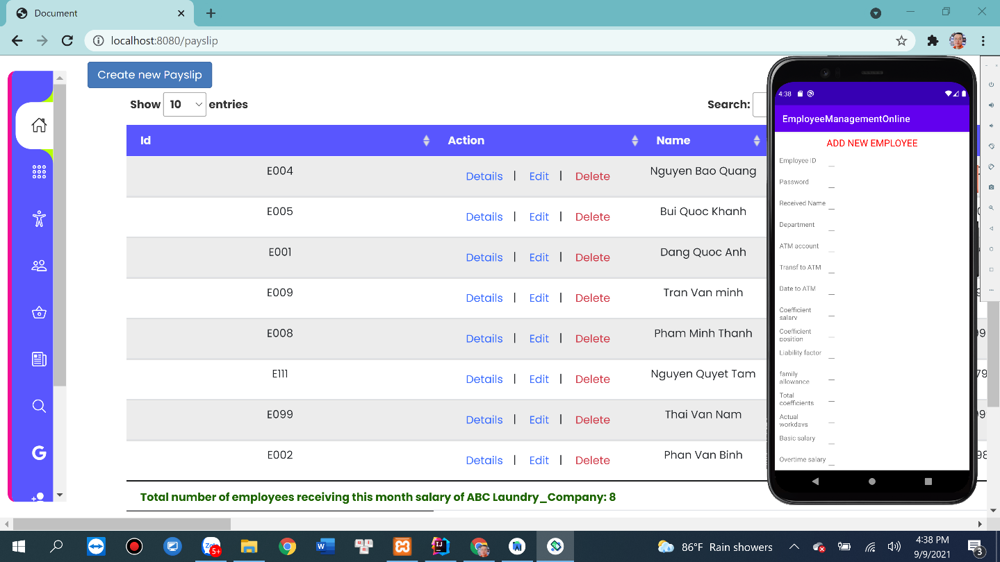 Document
localhost:8080/payslip
Create new Payslip
Show 10 entries
Search:
Id Action Name
E004 Details | Edit | Delete Nguyen Bao Quang
E005 Details | Edit | Delete Bui Quoc Khanh
E001 Details | Edit | Delete Dang Quoc Anh
E009 Details | Edit | Delete Tran Van minh
E008 Details | Edit | Delete Pham Minh Thanh
E111 Details | Edit | Delete Nguyen Quyet Tam
E099 Details | Edit | Delete Thai Van Nam
E002 Details | Edit | Delete Phan Van Binh
Total number of employees receiving this month salary of ABC Laundry_Company: 8
4:38
EmployeeManagementOnline
ADD NEW EMPLOYEE
Employee ID
Password
Received Name
Department
ATM account
Transf to ATM
Date to ATM
Coefficient
salary
Coefficient
position
Liability factor
family
allowance
Total
coefficients
Actual
workdays
Basic salary
Overtime salary
5+
86°F Rain showers
4:38 PM
9/9/2021
3